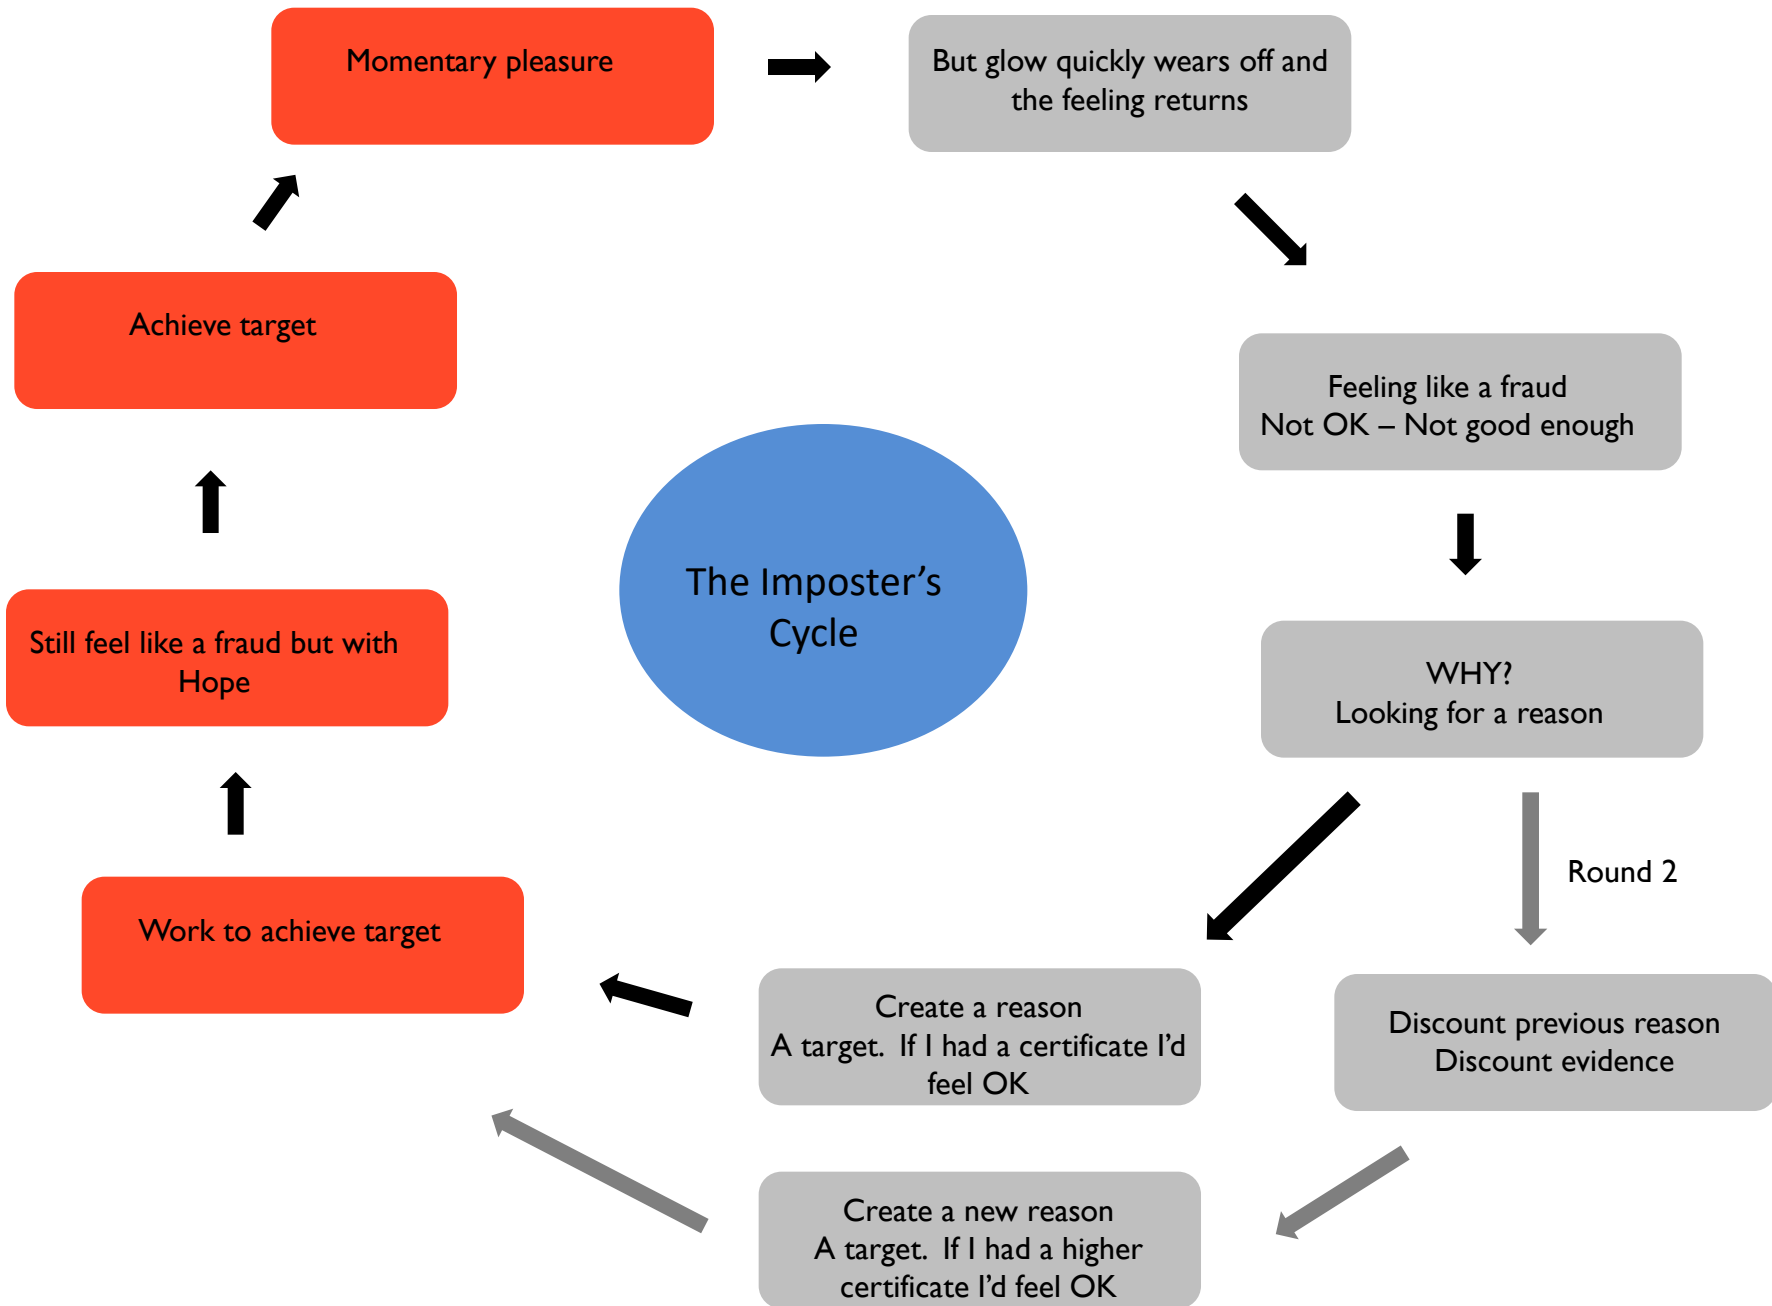 Momentary pleasure
But glow quickly wears off and
the feeling returns
Achieve target
Feeling like a fraud
Not OK – Not good enough
The Imposter’s
Cycle
Still feel like a fraud but with
Hope
WHY?
Looking for a reason
Round 2
Work to achieve target
Create a reason
A target.  If I had a certificate I’d
feel OK
Discount previous reason
Discount evidence
Create a new reason
A target.  If I had a higher
certificate I’d feel OK